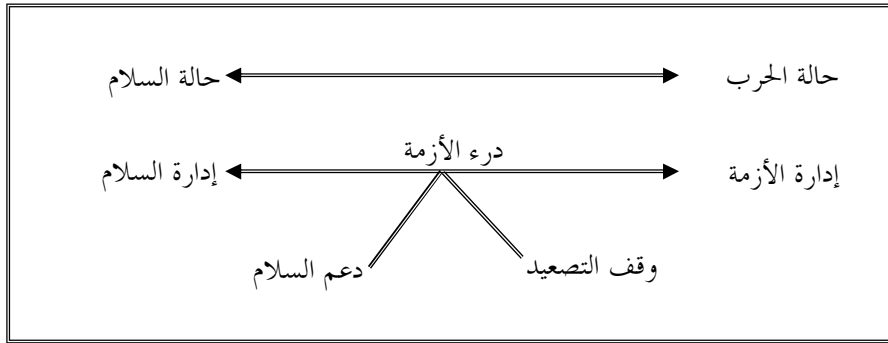 حالة الحرب حالة السلام
درء الأزمة
إدارة الأزمة إدارة السلام
وقف التصعيد دعم السلام